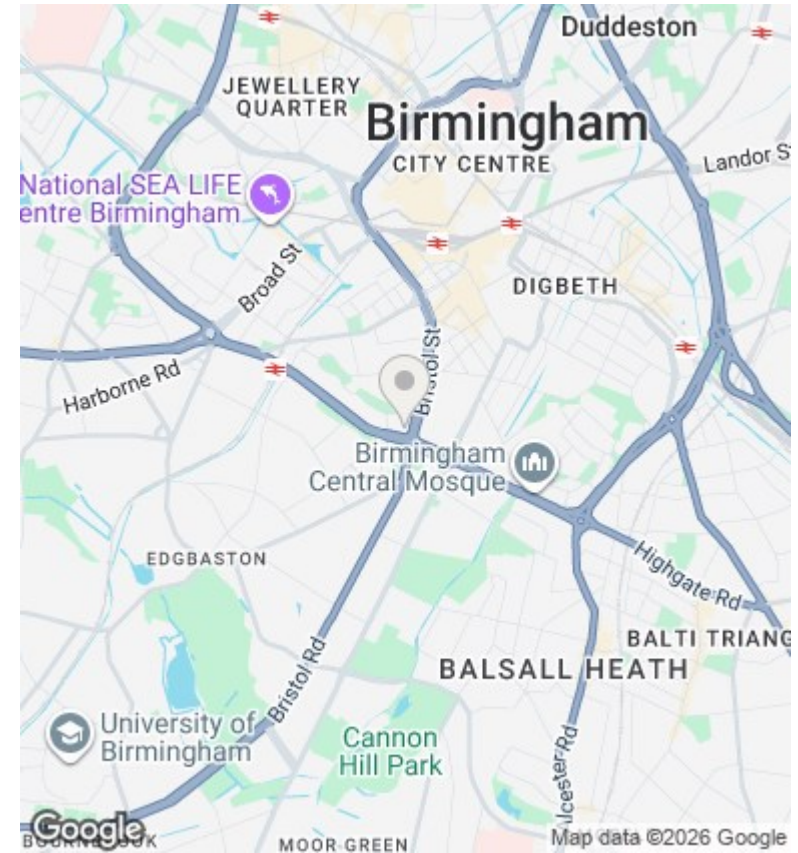 Duddeston
JEWELLERY
QUARTER
Birmingham
CITY CENTRE
Landor St
National SEA LIFE
entre Birmingham
Broad St
DIGBETH
Bristol St
Harborne Rd
Birmingham
Central Mosque
EDGBASTON
Highgate Rd
BALTI TRIANG
BALSALL HEATH
Bristol Rd
University of
Birmingham
Cannon
Hill Park
lcester Rd
Google
MOOR GREEN
Map data ©2026 Google